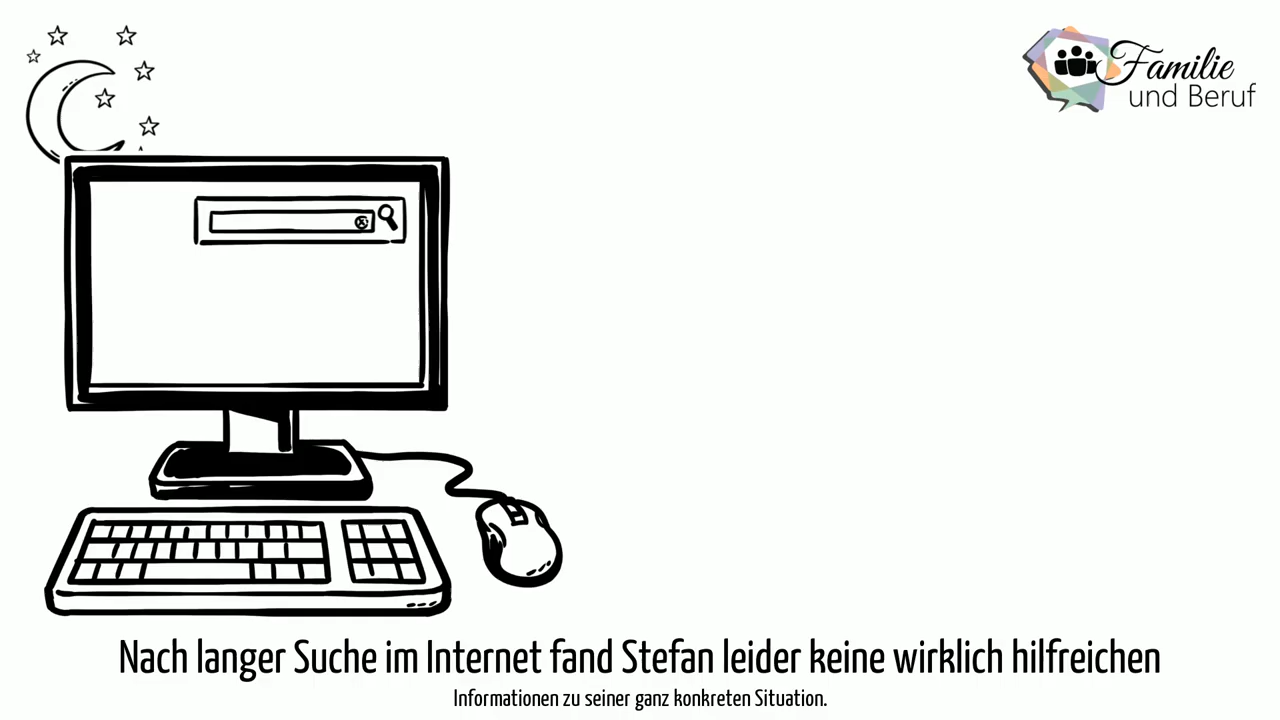 Familie
und Beruf
Nach langer Suche im Internet fand Stefan leider keine wirklich hilfreichen
Informationen zu seiner ganz konkreten Situation.